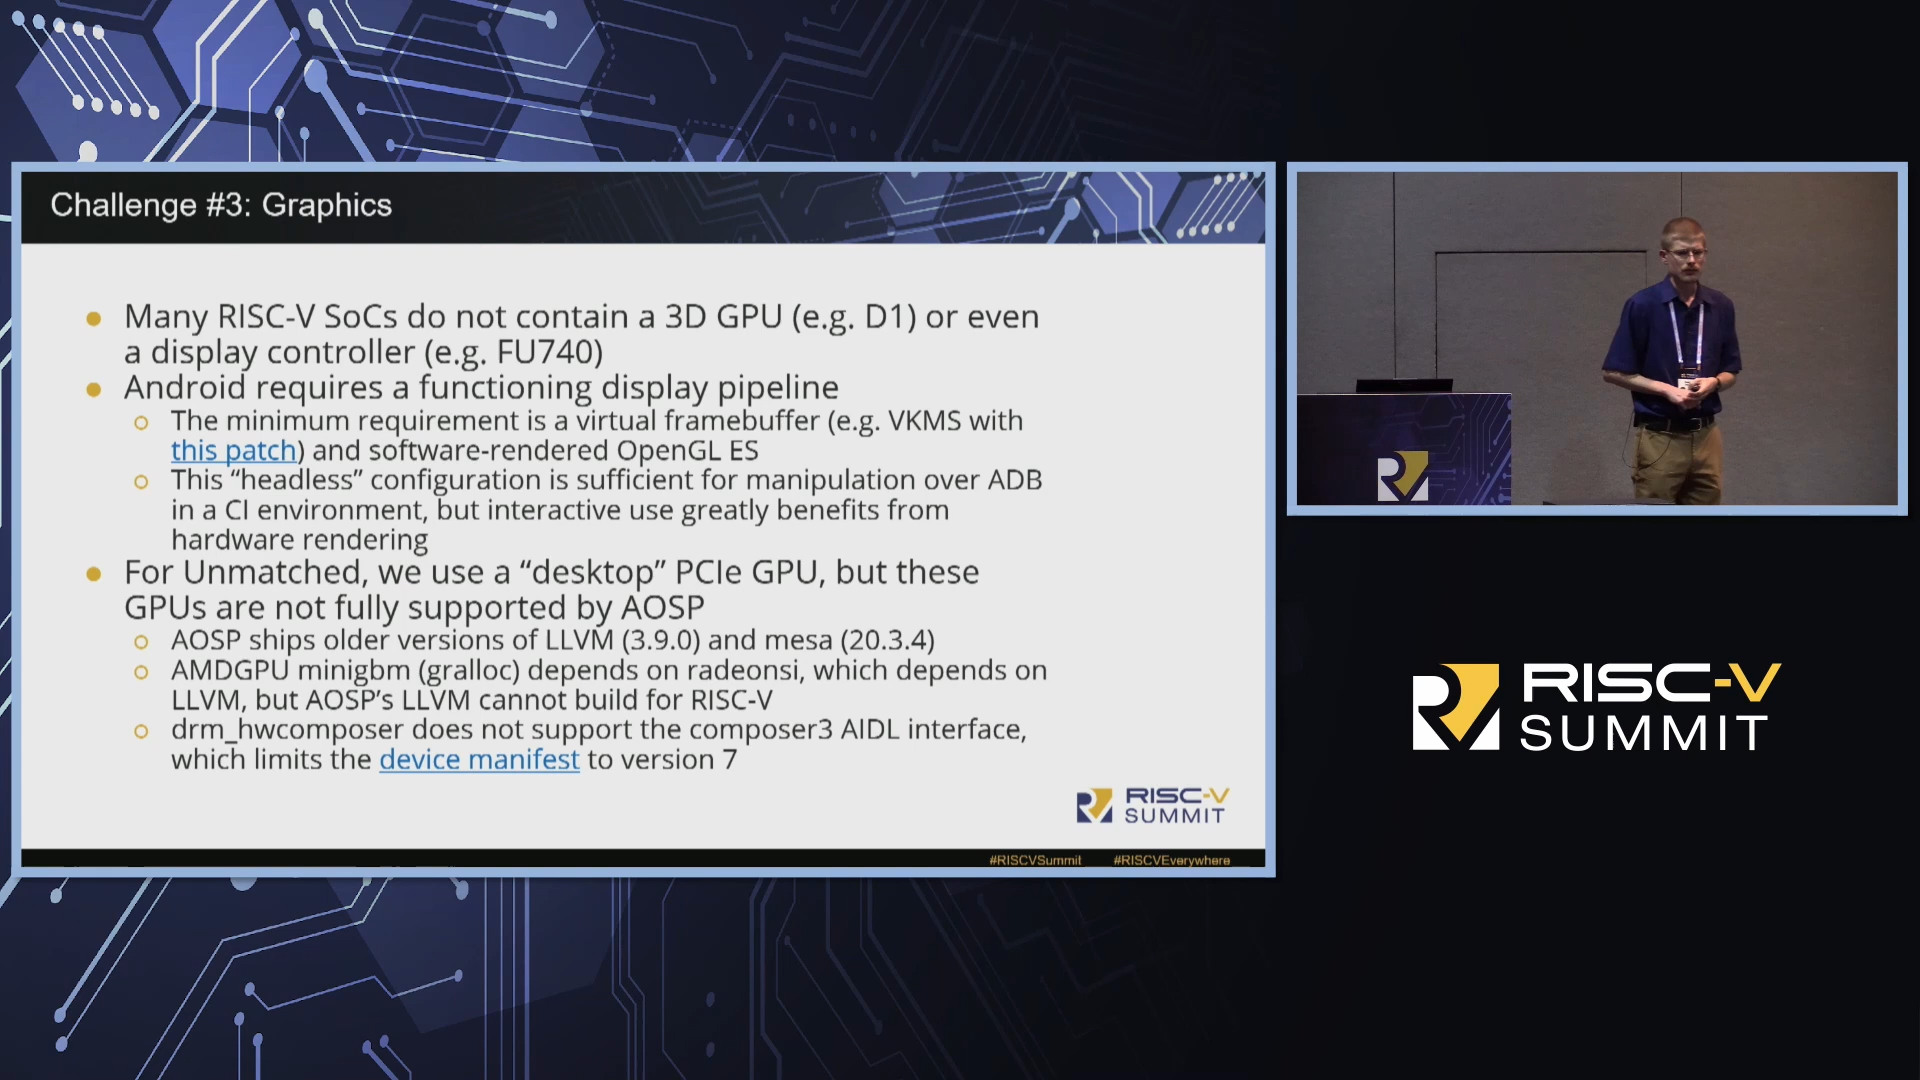 Challenge #3: Graphics
Many RISC-V SoCs do not contain a 3D GPU (e.g. D1) or even
a display controller (e.g. FU740)
Android requires a functioning display pipeline
The minimum requirement is a virtual framebuffer (e.g. VKMS with
this patch) and software-rendered OpenGL ES
This “headless” configuration is sufficient for manipulation over ADB
in a CI environment, but interactive use greatly benefits from
hardware rendering
For Unmatched, we use a “desktop” PCIe GPU, but these
GPUs are not fully supported by AOSP
AOSP ships older versions of LLVM (3.9.0) and mesa (20.3.4)
AMDGPU minigbm (gralloc) depends on radeonsi, which depends on
LLVM, but AOSP’s LLVM cannot build for RISC-V
drm_hwcomposer does not support the composer3 AIDL interface,
which limits the device manifest to version 7
RISC-V
SUMMIT
#RISCVSummit #RISCVEverywhere
RISC-V
SUMMIT